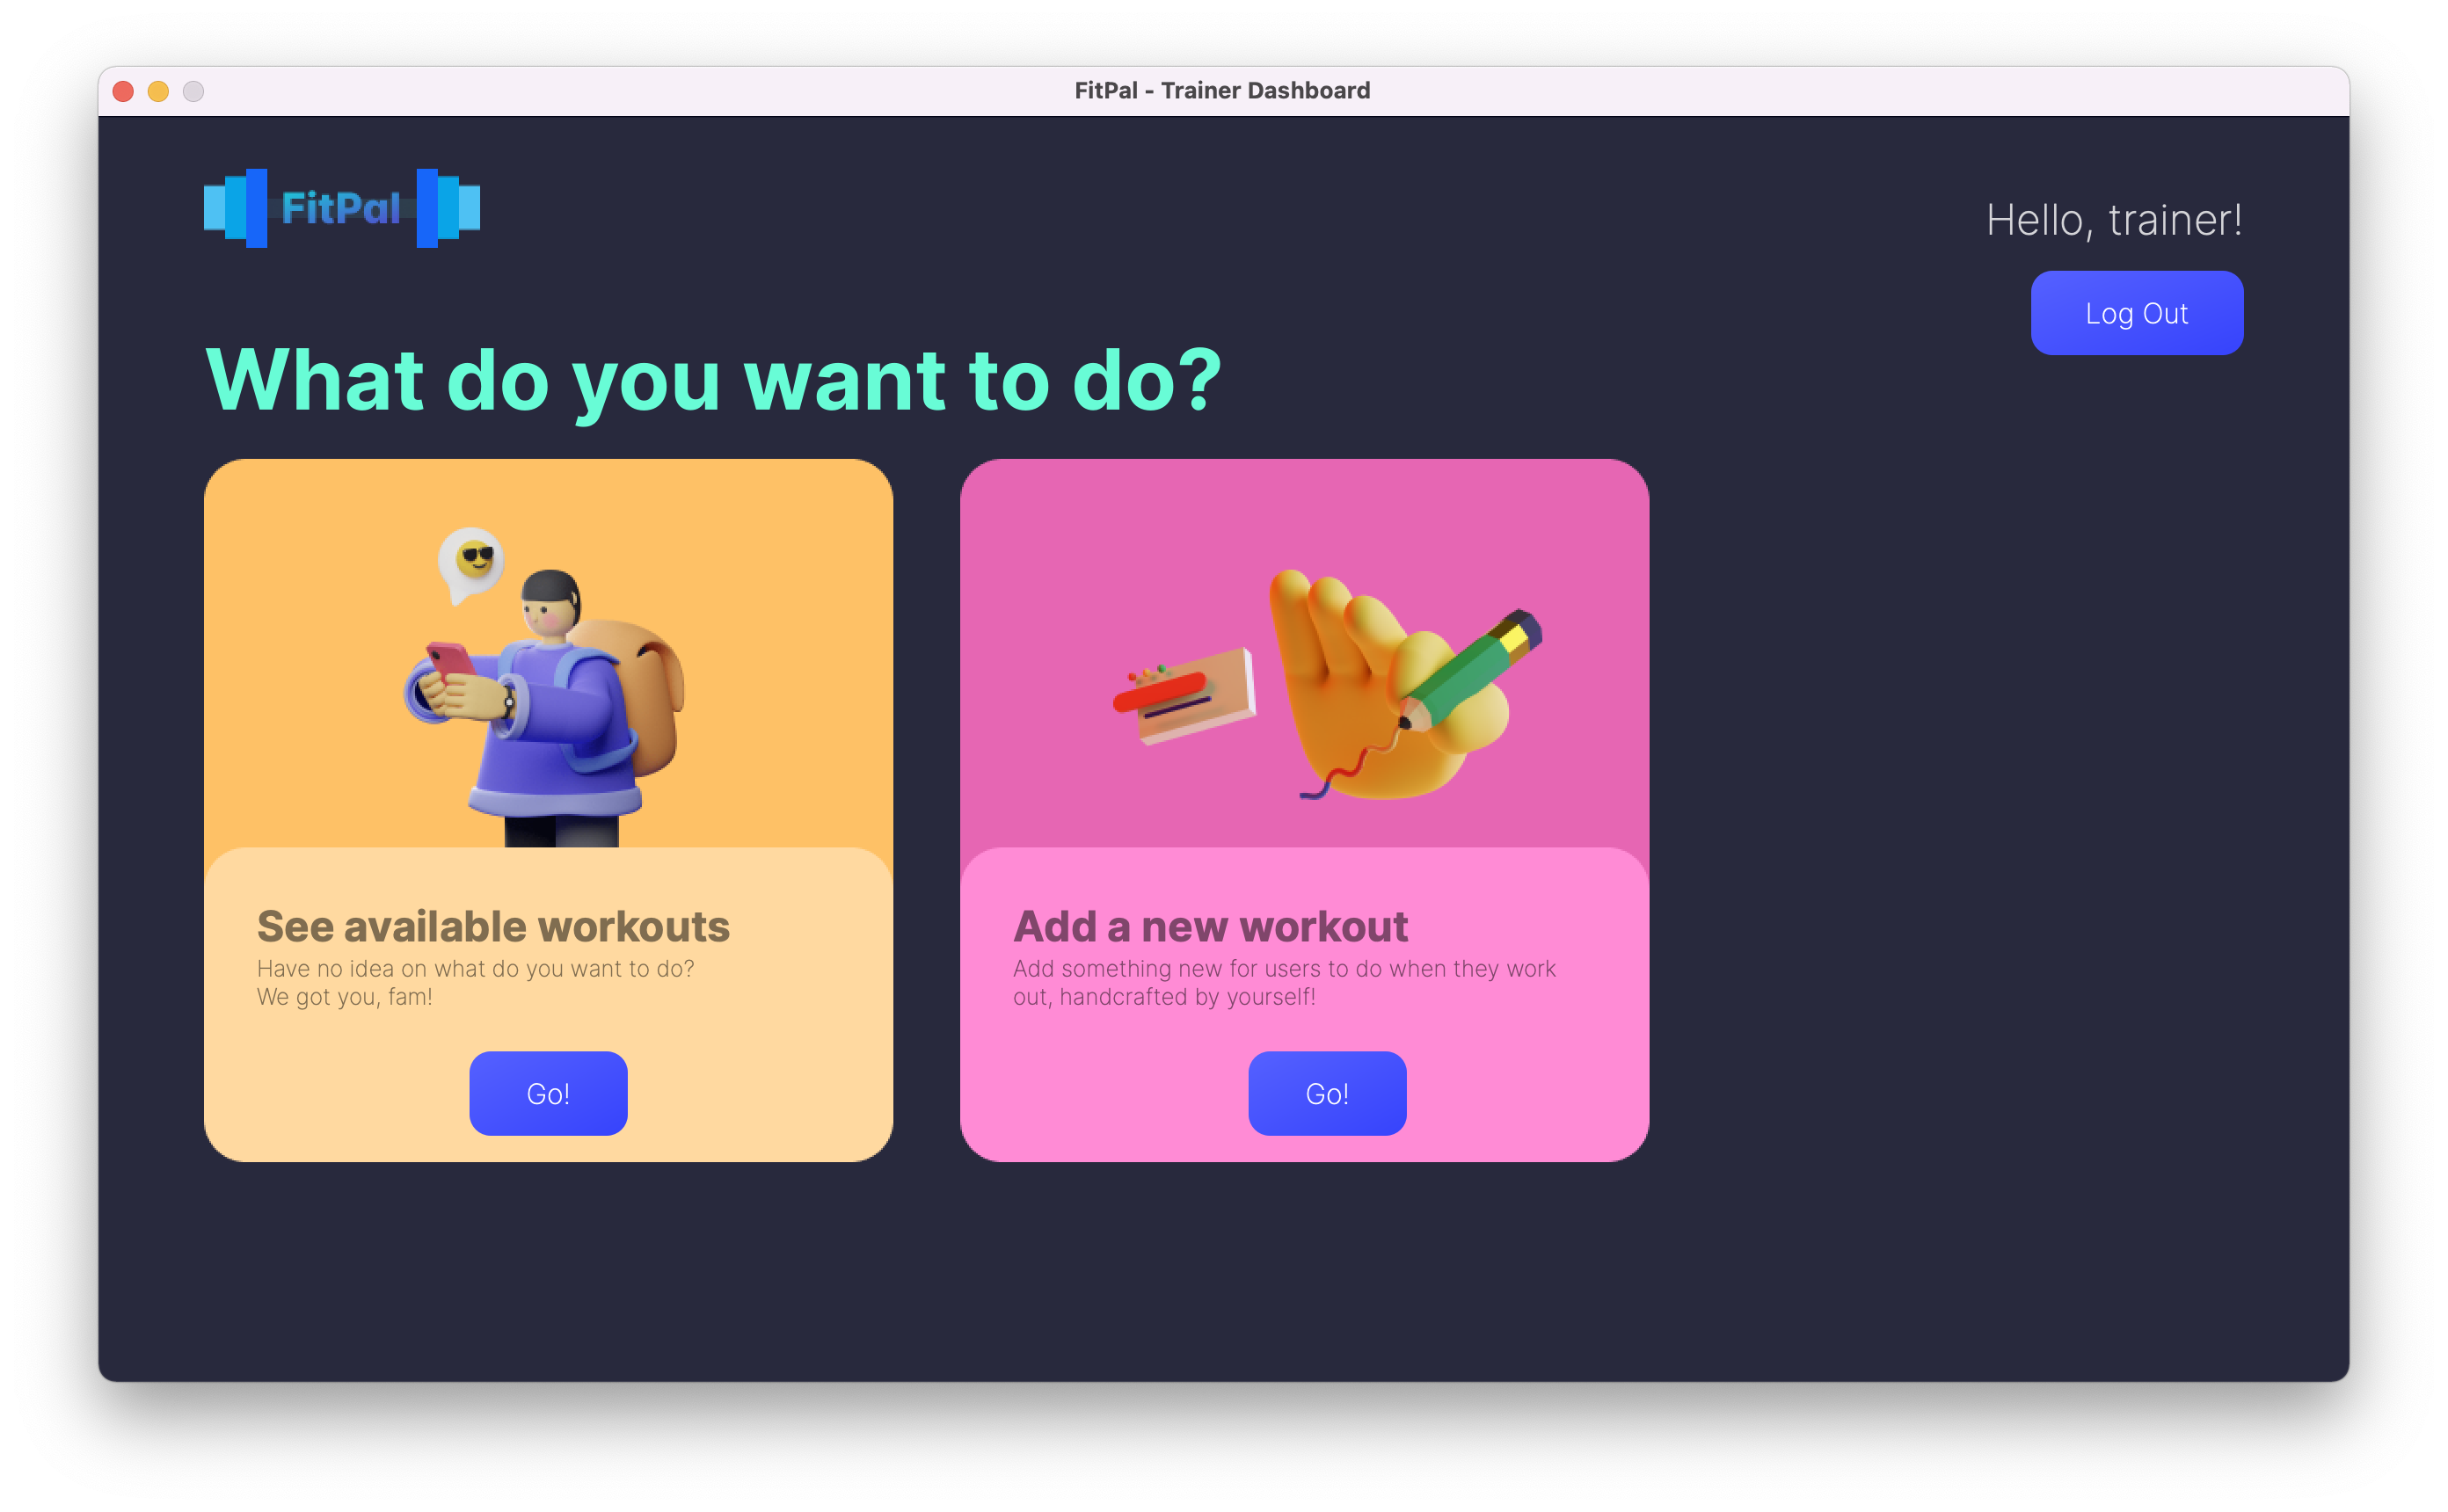 FitPal - Trainer Dashboard
FitPal
Hello, trainer!
Log Out
What do you want to do?
See available workouts
Have no idea on what do you want to do?
We got you, fam!
Go!
Add a new workout
Add something new for users to do when they work
out, handcrafted by yourself!
Go!